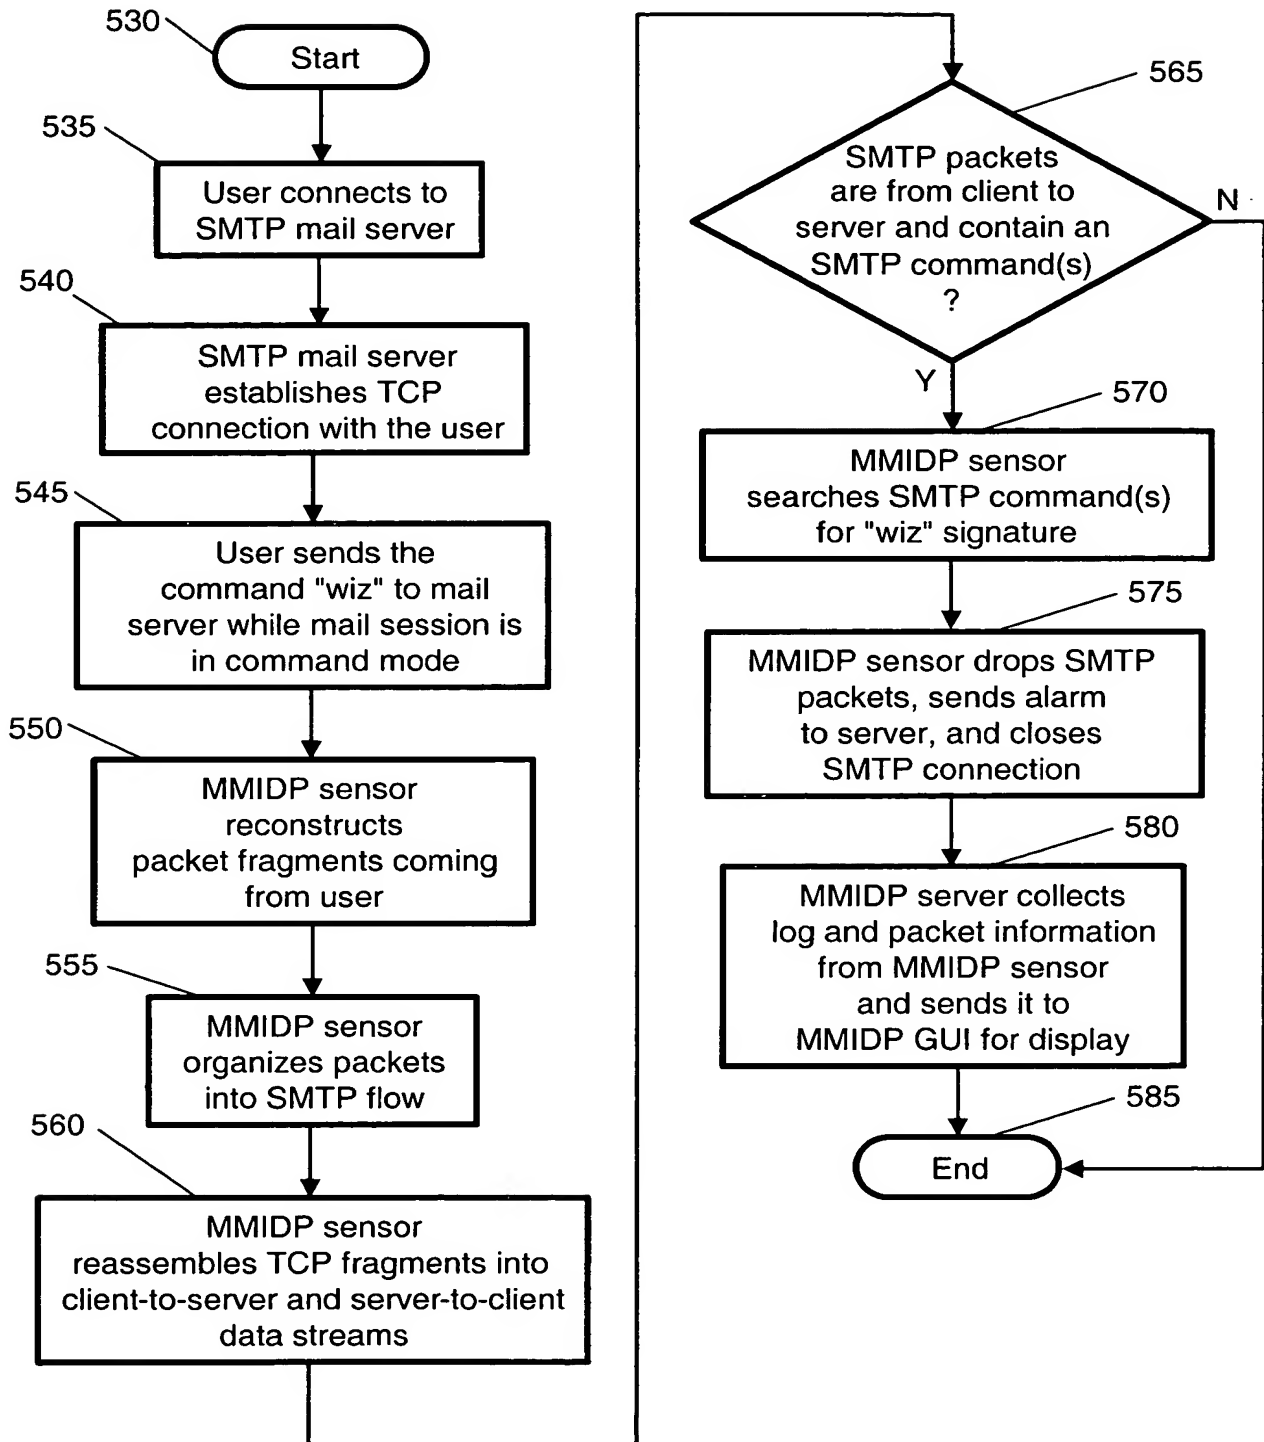 530
Start
535
User connects to
SMTP mail server
540
SMTP mail server
establishes TCP
connection with the user
545
User sends the
command "wiz" to mail
server while mail session is
in command mode
550
MMIDP sensor
reconstructs
packet fragments coming
from user
555
MMIDP sensor
organizes packets
into SMTP flow
560
MMIDP sensor
reassembles TCP fragments into
client-to-server and server-to-client
data streams
565
SMTP packets
are from client to
server and contain an
SMTP command(s)
?
N
Y
570
MMIDP sensor
searches SMTP command(s)
for "wiz" signature
575
MMIDP sensor drops SMTP
packets, sends alarm
to server, and closes
SMTP connection
580
MMIDP server collects
log and packet information
from MMIDP sensor
and sends it to
MMIDP GUI for display
585
End